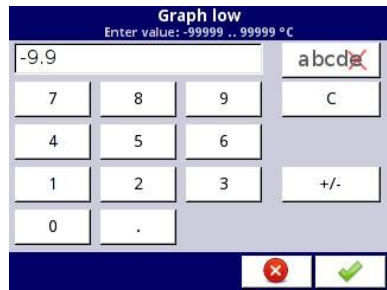 Graph low
Enter value: -99999 .. 99999 °C
-9.9
abcde
7 8 9 C
4 5 6
1 2 3 +/-
0 .